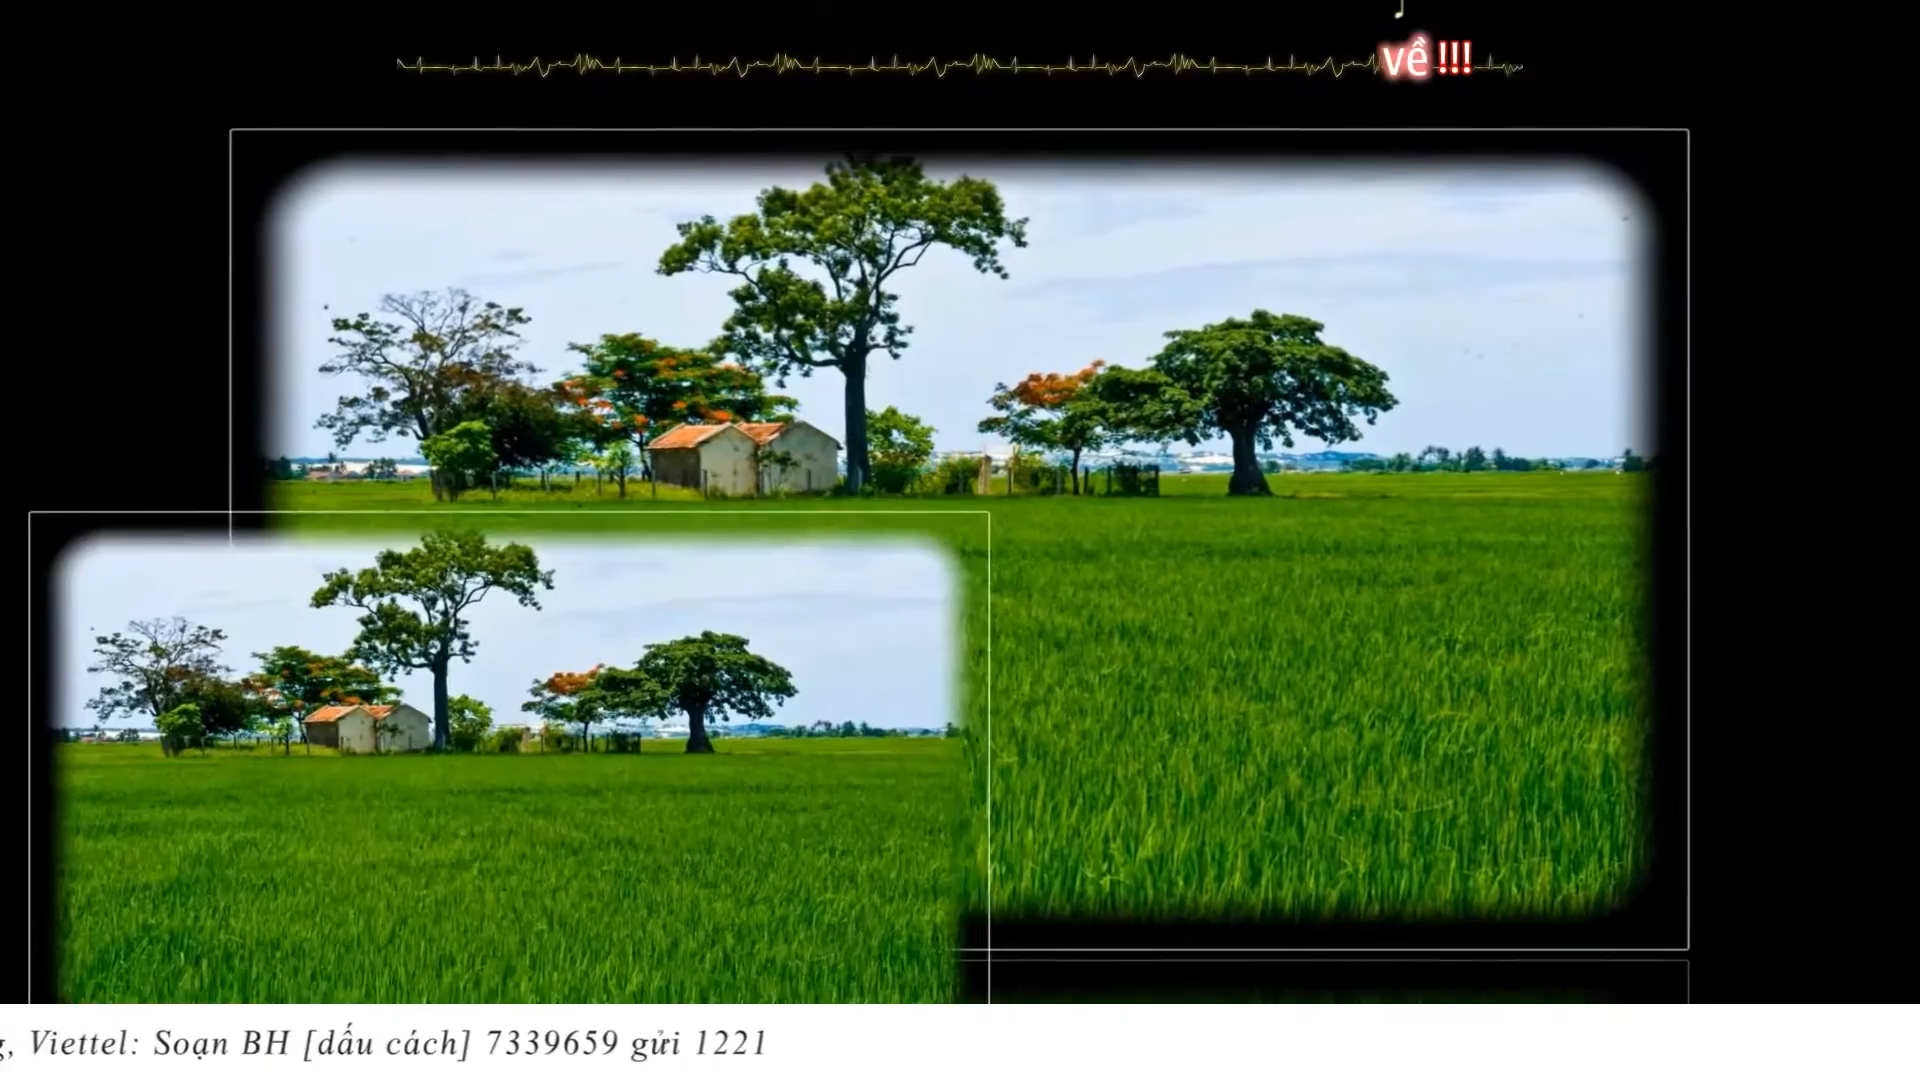 về !!!
, Viettel: Soạn BH [dấu cách] 7339659 gửi 1221